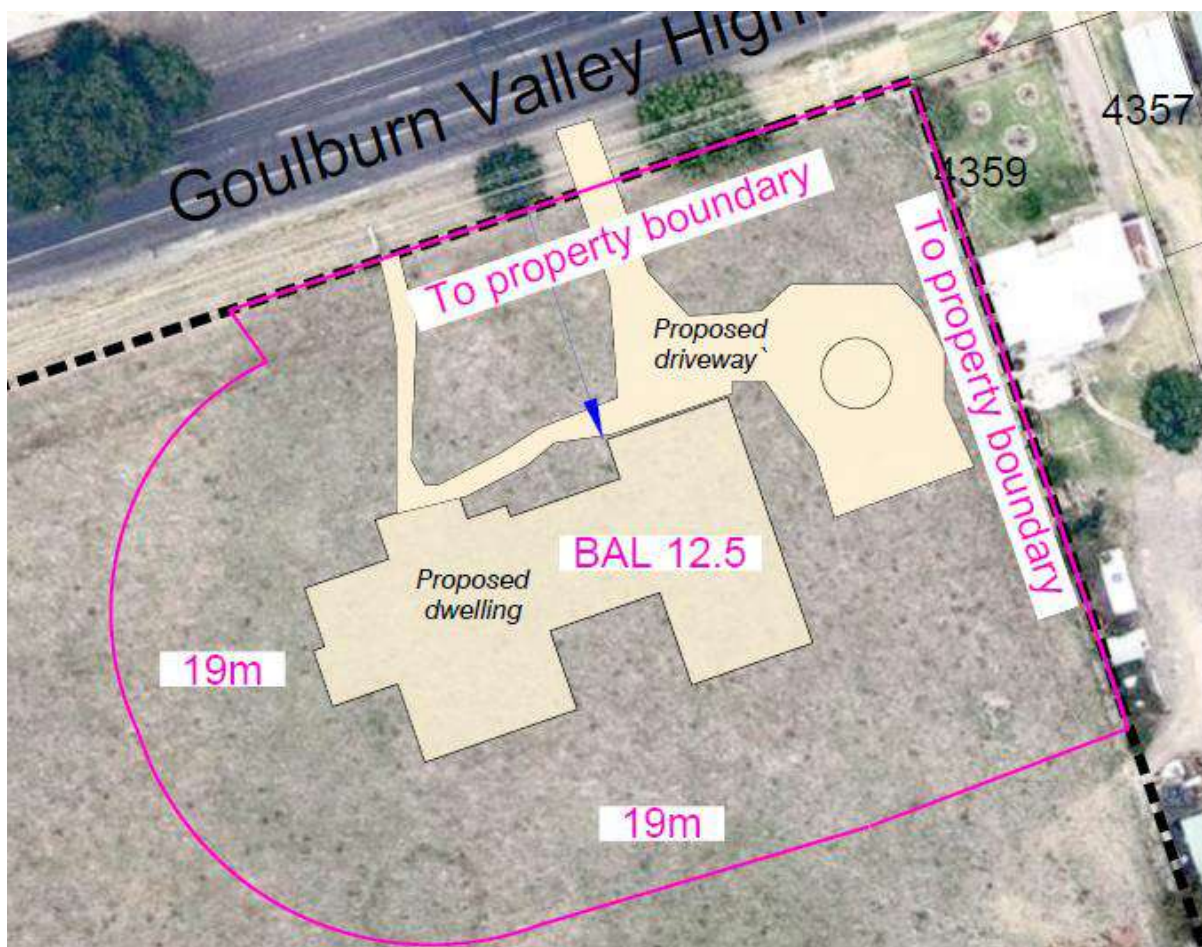 Goulburn Valley High
4357
4359
To property boundary
To property boundary
Proposed
driveway`
BAL 12.5
Proposed
dwelling
19m
19m